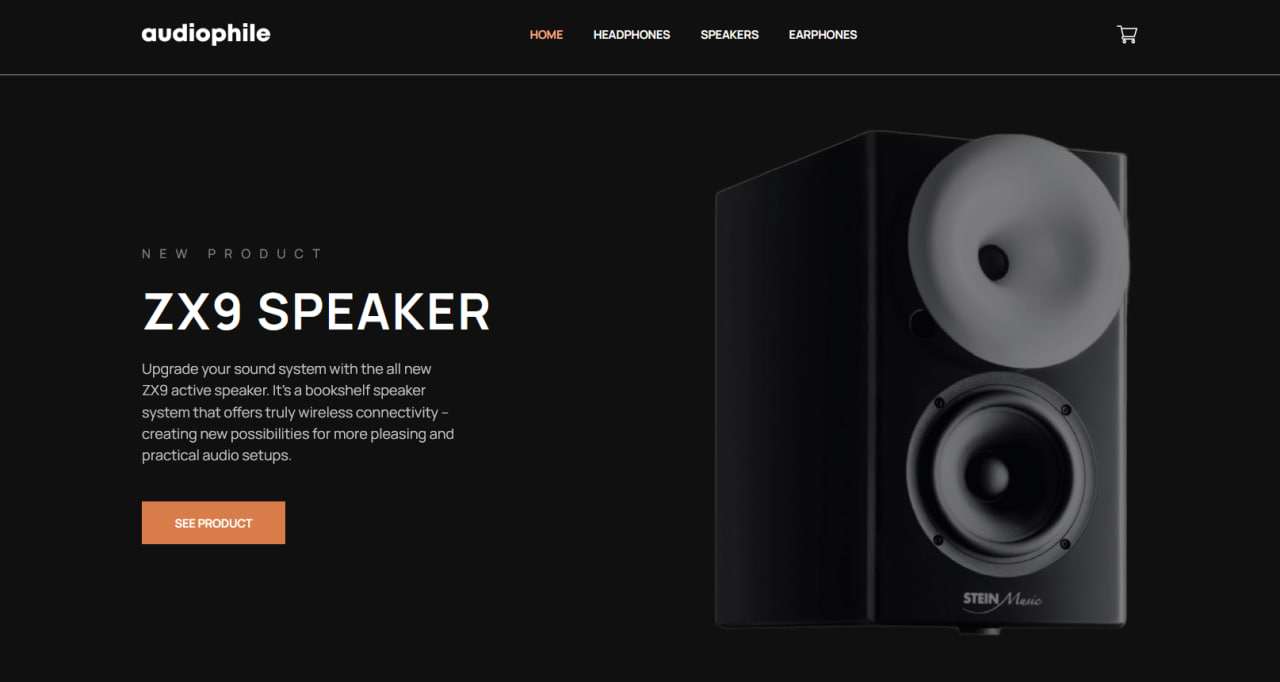 audiophile
HOME HEADPHONES SPEAKERS EARPHONES
NEW PRODUCT
ZX9 SPEAKER
Upgrade your sound system with the all new
ZX9 active speaker. It's a bookshelf speaker
system that offers truly wireless connectivity –
creating new possibilities for more pleasing and
practical audio setups.
SEE PRODUCT
STEIN Music